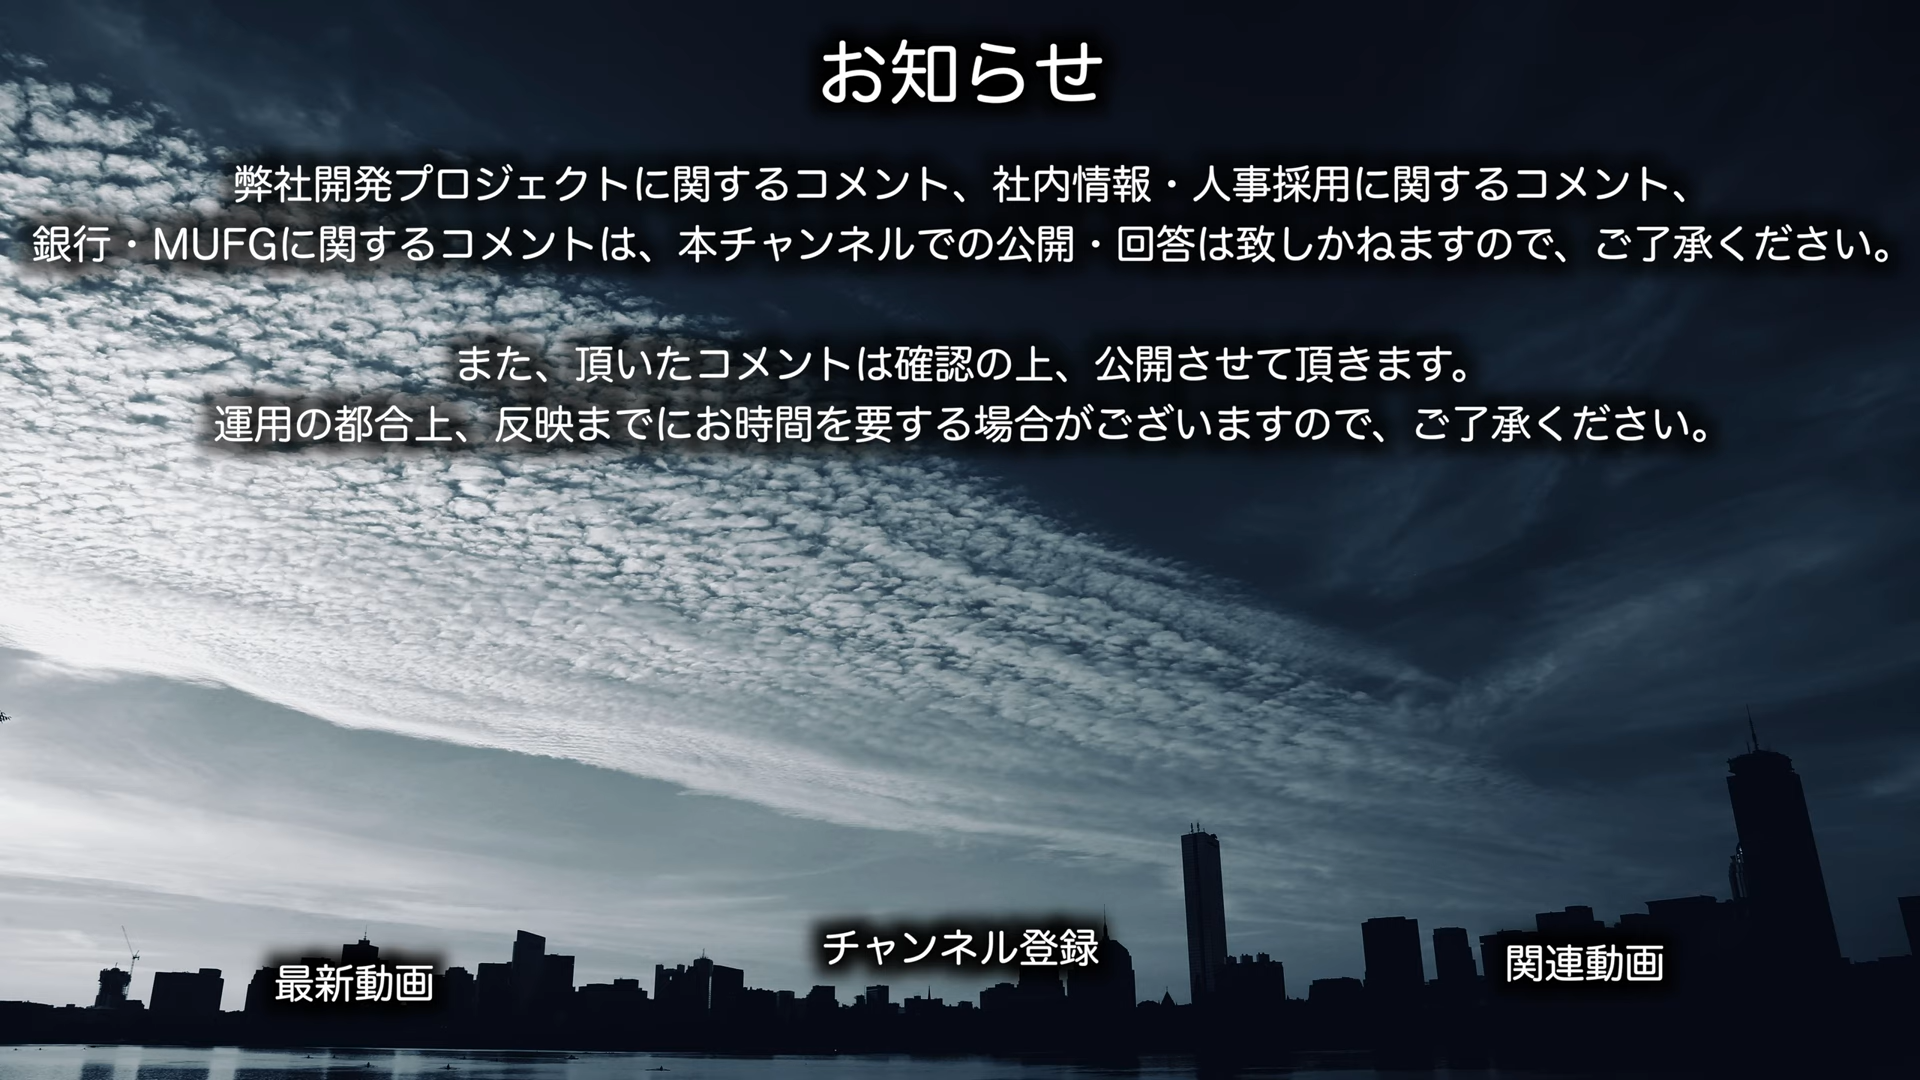 お知らせ
弊社開発プロジェクトに関するコメント、社内情報・人事採用に関するコメント、
銀行・MUFGに関するコメントは、本チャンネルでの公開・回答は致しかねますので、ご了承ください。
また、頂いたコメントは確認の上、公開させて頂きます。
運用の都合上、反映までにお時間を要する場合がございますので、ご了承ください。
最新動画
チャンネル登録
関連動画